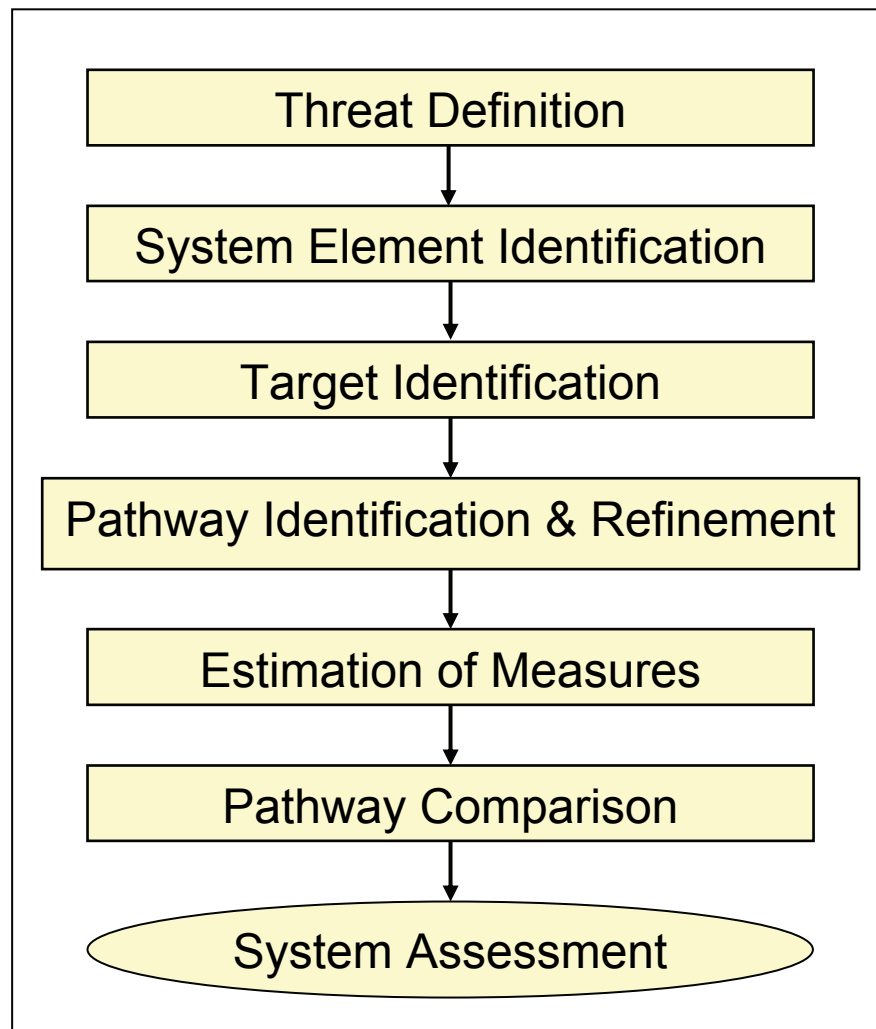 Threat Definition
System Element Identification
Target Identification
Pathway Identification & Refinement
Estimation of Measures
Pathway Comparison
System Assessment